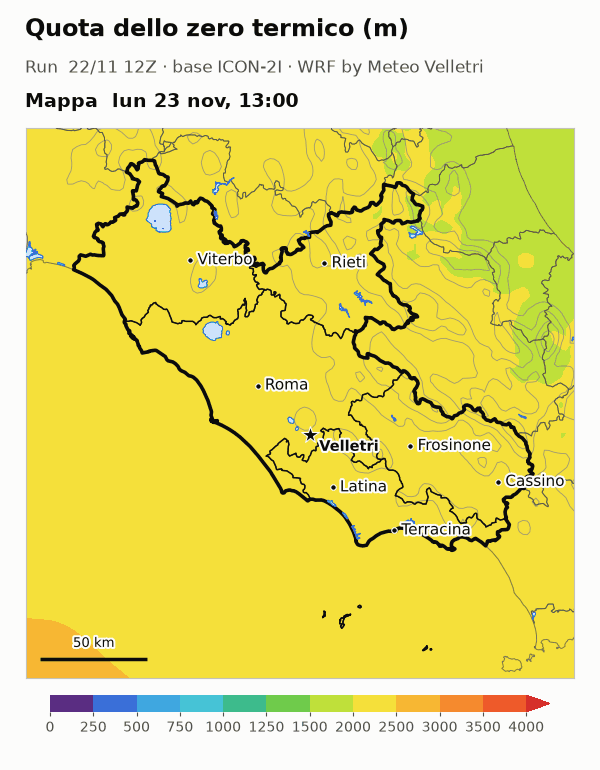 Quota dello zero termico (m)
Run  22/11 12Z · base ICON-2I · WRF by Meteo Velletri
Mappa  lun 23 nov, 13:00
Viterbo
Rieti
Roma
Velletri
Frosinone
Cassino
Latina
Terracina
50 km
0 250 500 750 1000 1250 1500 2000 2500 3000 3500 4000